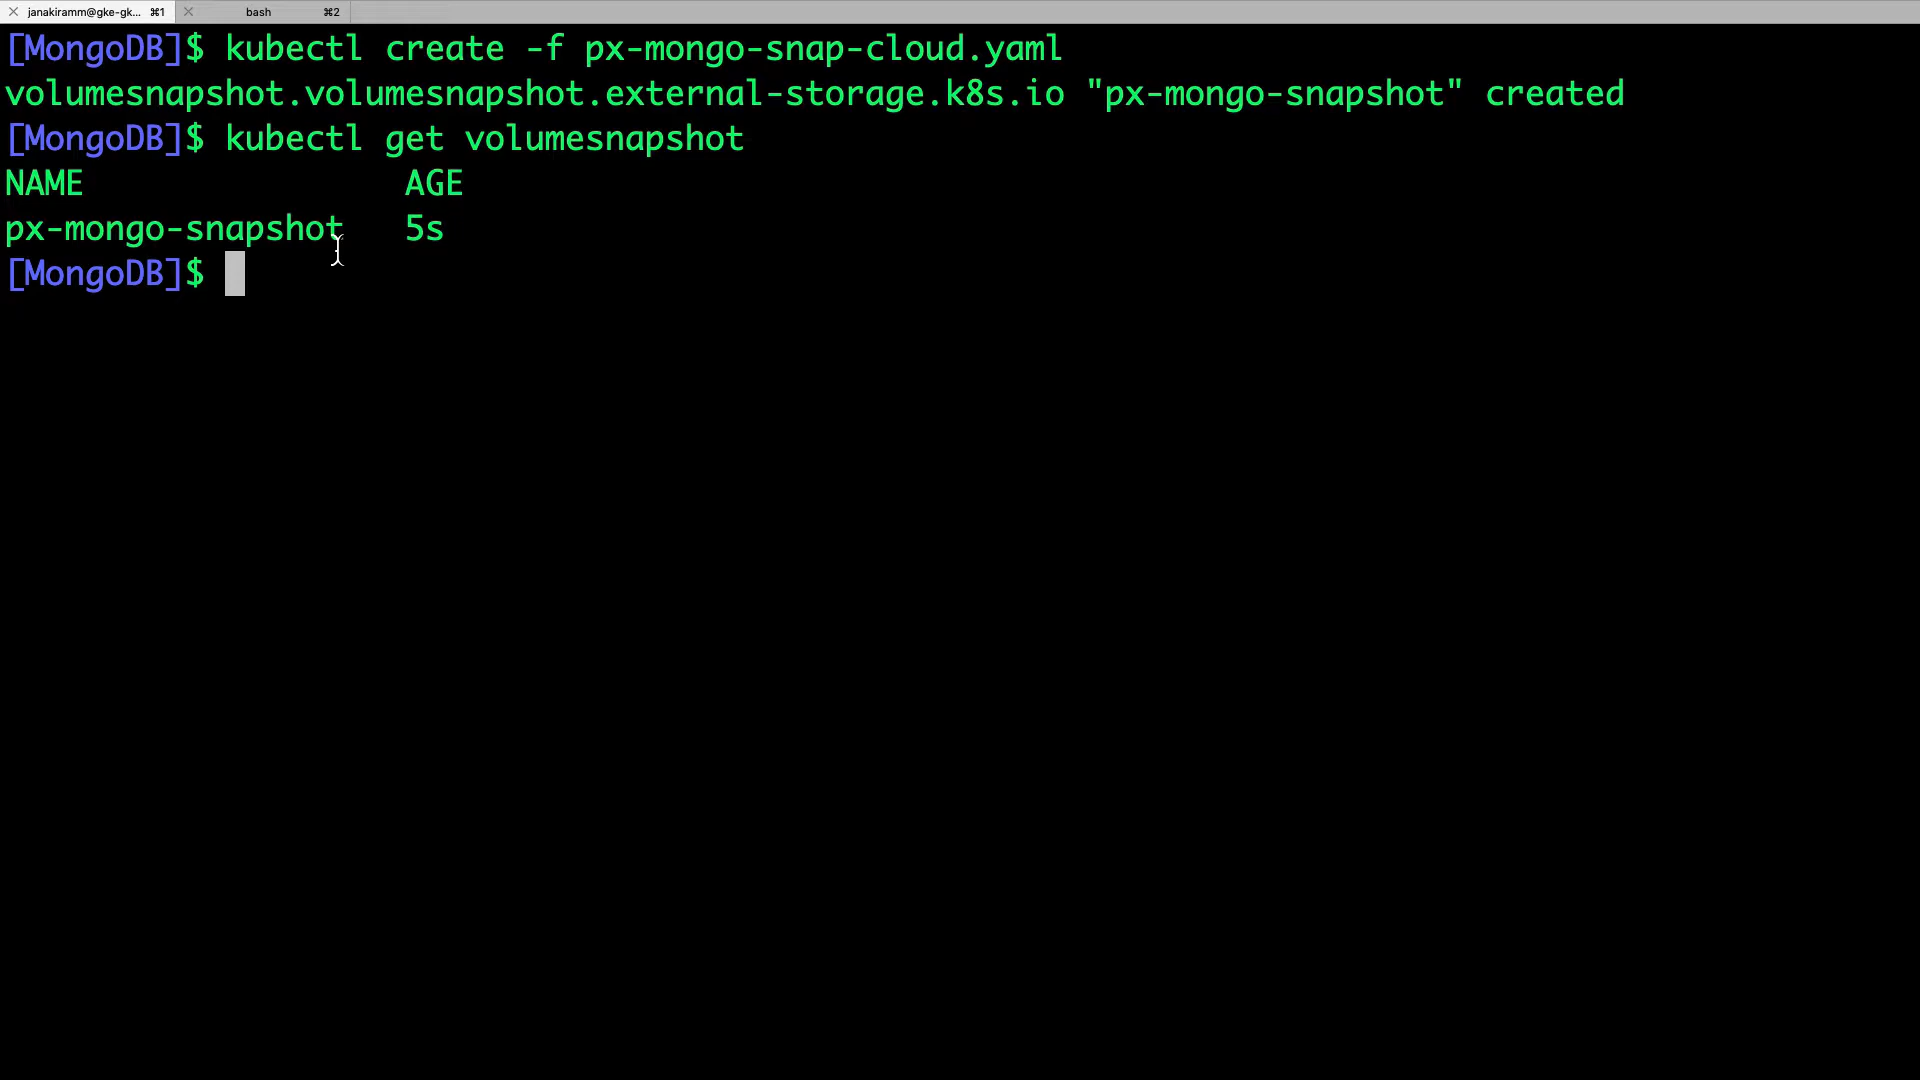 janakiramm@gke-gk... ⌘1 bash ⌘2
[MongoDB]$ kubectl create -f px-mongo-snap-cloud.yaml
volumesnapshot.volumesnapshot.external-storage.k8s.io "px-mongo-snapshot" created
[MongoDB]$ kubectl get volumesnapshot
NAME AGE
px-mongo-snapshot 5s
[MongoDB]$